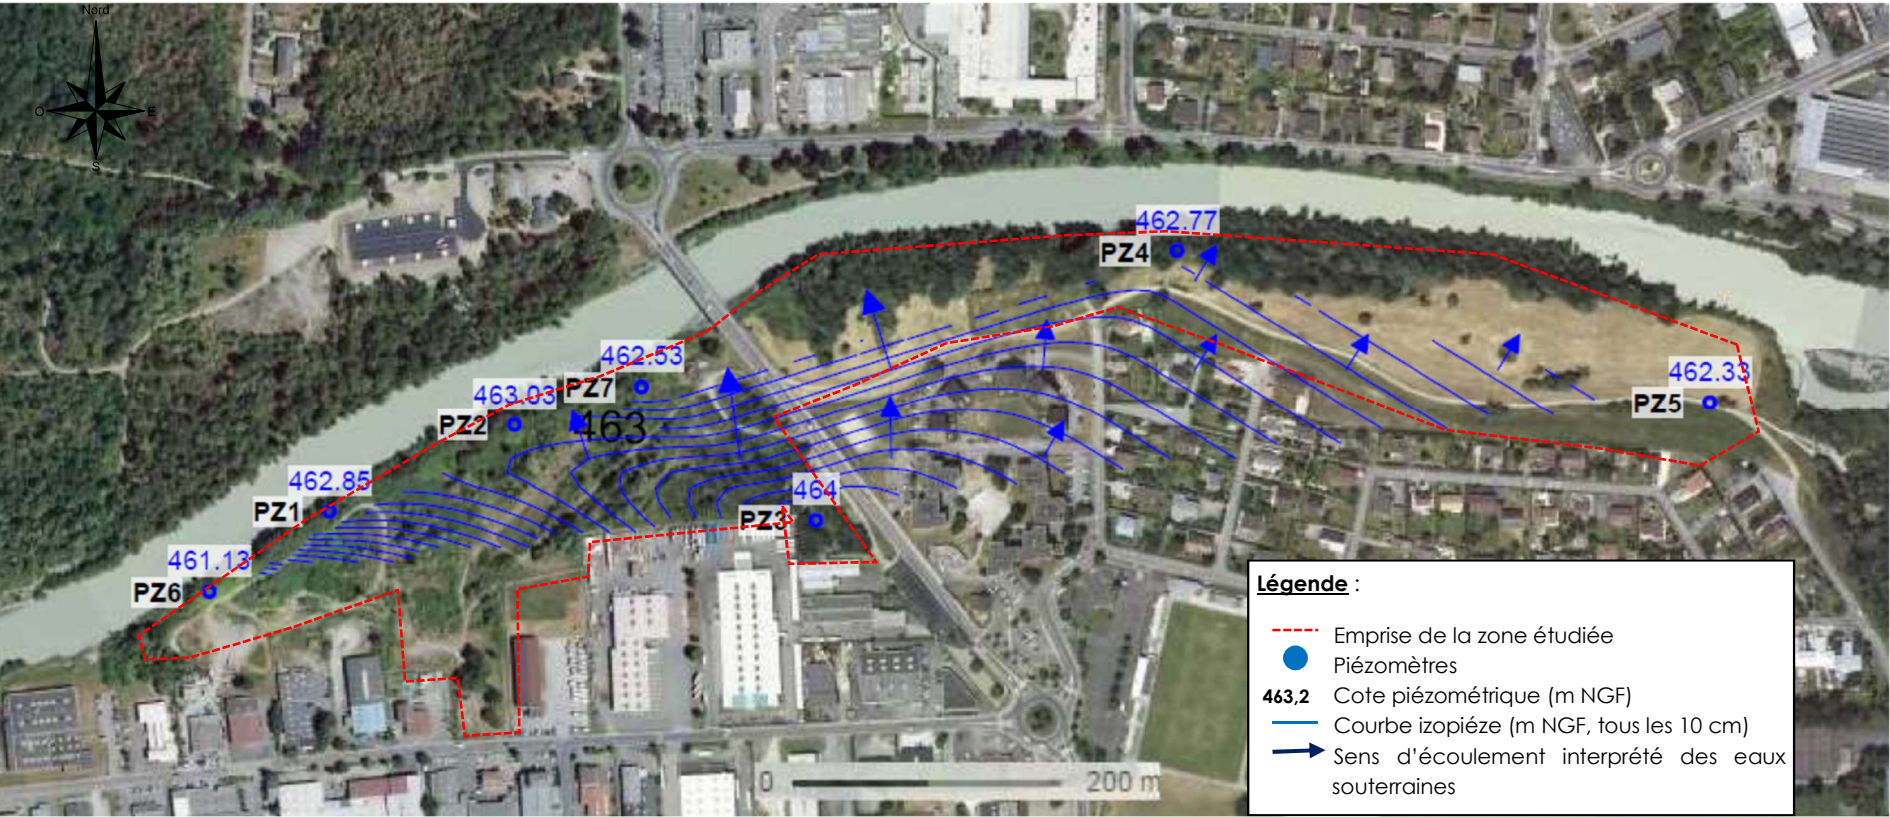 Nord
O
E
S
462.77
PZ4
462.53
PZ7
463.03
PZ2
463
462.33
PZ5
462.85
PZ1
464
PZ3
461.13
PZ6
Légende :
Emprise de la zone étudiée
Piézomètres
463,2 Cote piézométrique (m NGF)
Courbe izopiéze (m NGF, tous les 10 cm)
Sens d’écoulement interprété des eaux
souterraines
0 200 m